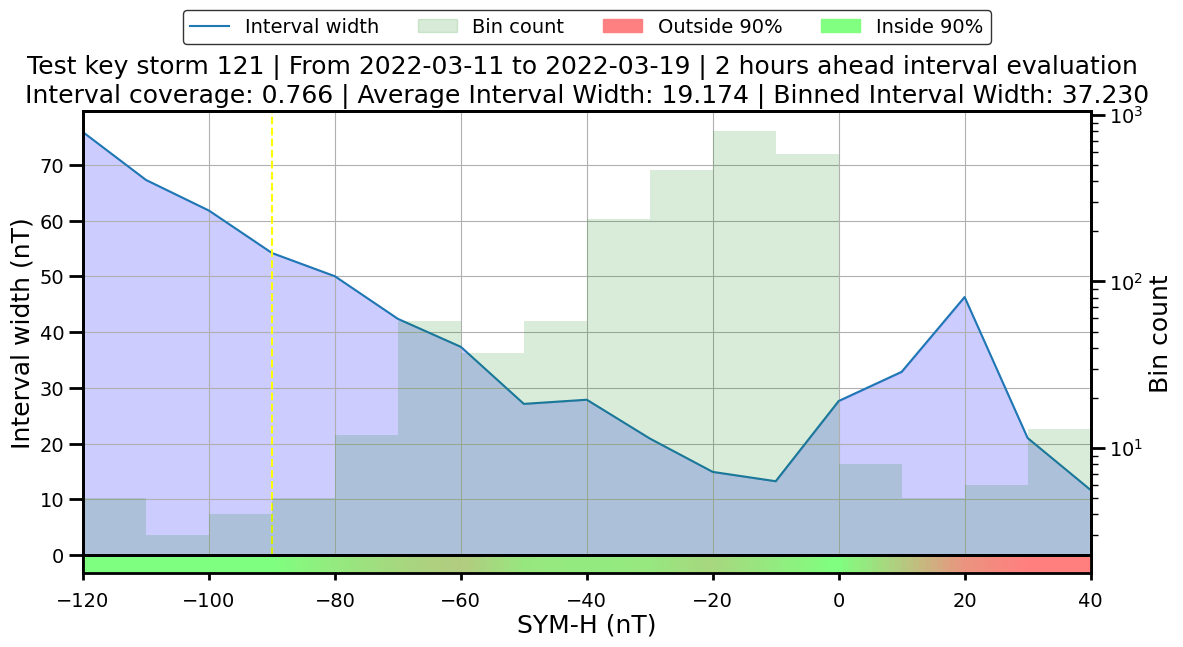 Interval width Bin count Outside 90% Inside 90%
Test key storm 121 | From 2022-03-11 to 2022-03-19 | 2 hours ahead interval evaluation
Interval coverage: 0.766 | Average Interval Width: 19.174 | Binned Interval Width: 37.230
Interval width (nT)
70
60
50
40
30
20
10
0
10³
10²
10¹
Bin count
−120 −100 −80 −60 −40 −20 0 20 40
SYM-H (nT)